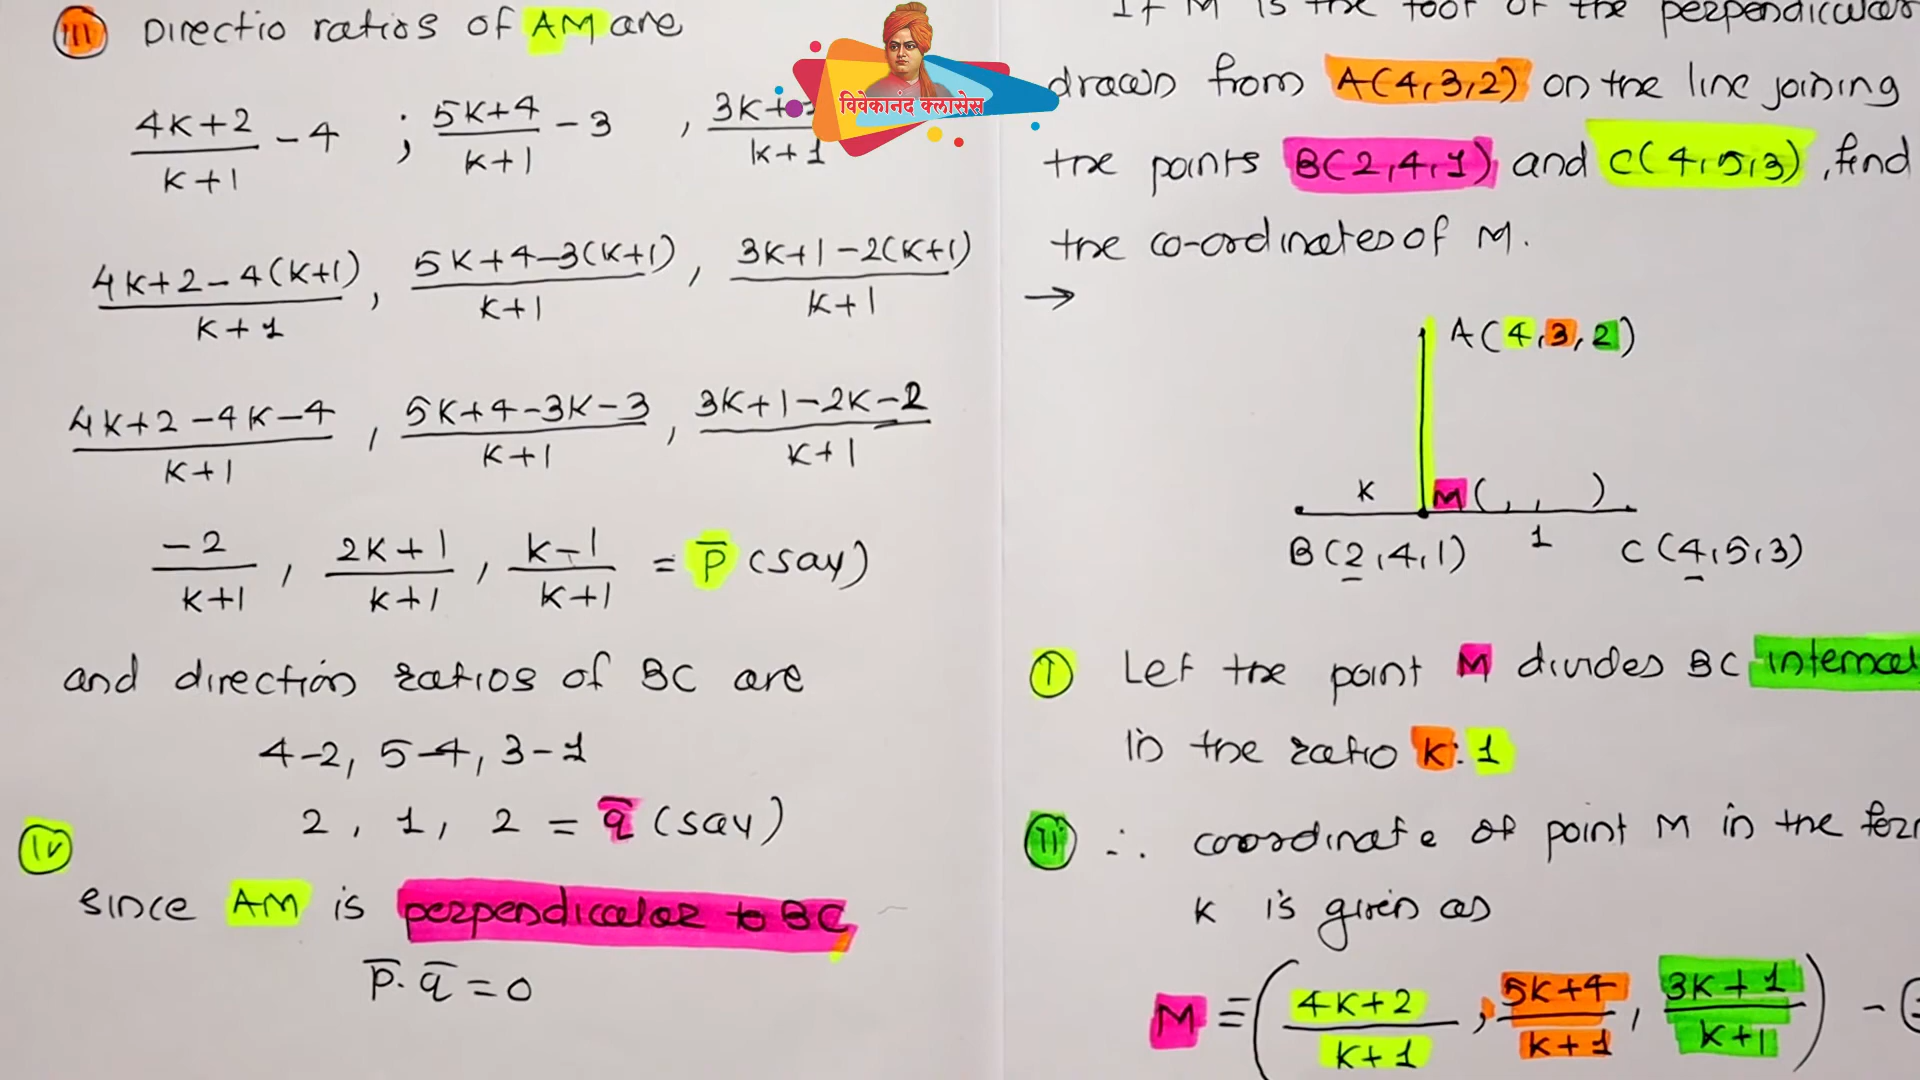 III Directio ratios of AM are
4K+2/K+1 - 4 ; 5K+4/K+1 - 3 , 3K+ /K+1
4K+2-4(K+1)/K+1 , 5K+4-3(K+1)/K+1 , 3K+1-2(K+1)/K+1
4K+2-4K-4/K+1 , 5K+4-3K-3/K+1 , 3K+1-2K-2/K+1
-2/K+1 , 2K+1/K+1 , K-1/K+1 = p̅ (say)
and direction ratios of BC are
4-2, 5-4, 3-1
2, 1, 2 = q̅ (say)
IV
since AM is perpendicular to BC,
p̅.q̅ = 0
विवेकानंद क्लासेस
If M is the foot of the perpendicular
drawn from A(4,3,2) on the line joining
the points B(2,4,1) and C(4,5,3), find
the co-ordinates of M.
→
A(4,3,2)
K M( , , )
B(2,4,1) 1 C(4,5,3)
I Let the point M divides BC internal
in the ratio K:1
II ∴ coordinate of point M in the
K is given as
M ≡ (4K+2/K+1 , 5K+4/K+1 , 3K+1/K+1) -